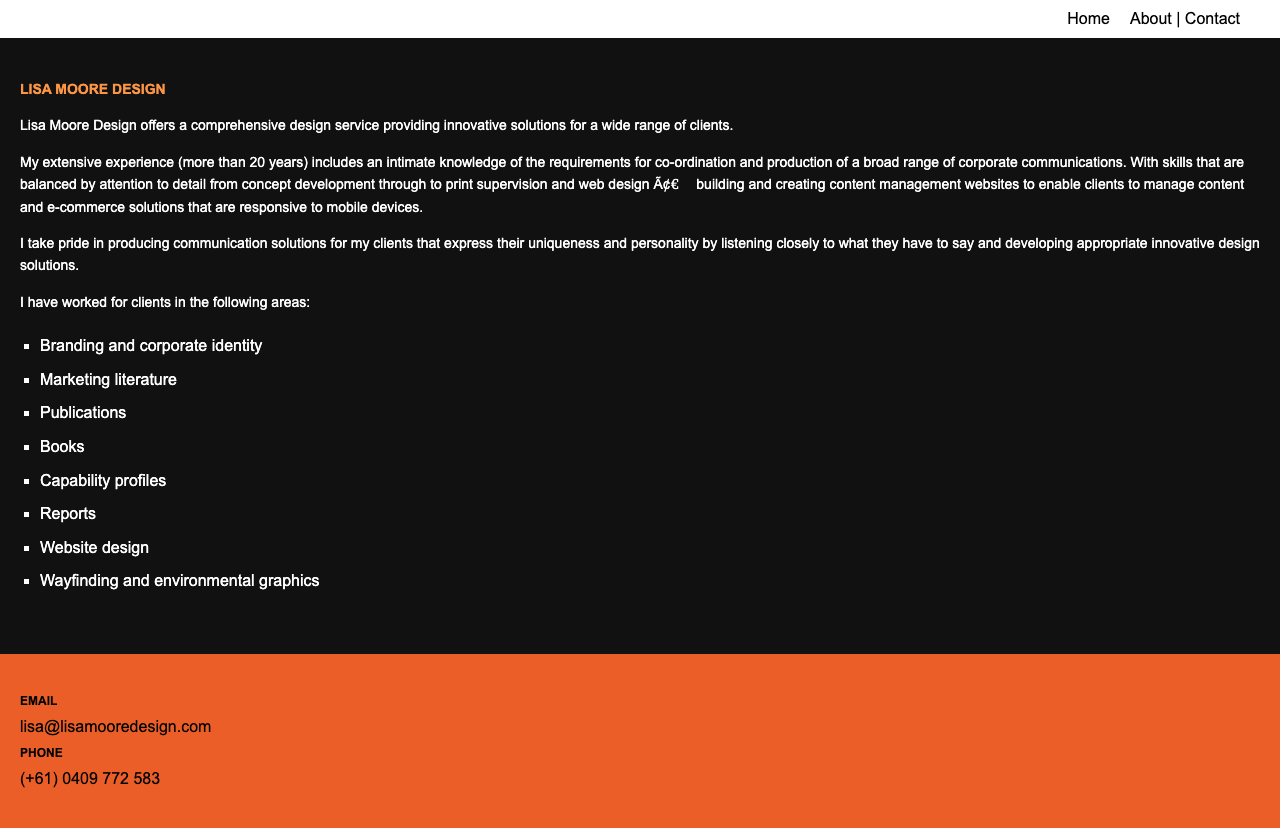 Home About | Contact
LISA MOORE DESIGN
Lisa Moore Design offers a comprehensive design service providing innovative solutions for a wide range of clients.
My extensive experience (more than 20 years) includes an intimate knowledge of the requirements for co-ordination and production of a broad range of corporate communications. With skills that are
balanced by attention to detail from concept development through to print supervision and web design Ã¢€ building and creating content management websites to enable clients to manage content
and e-commerce solutions that are responsive to mobile devices.
I take pride in producing communication solutions for my clients that express their uniqueness and personality by listening closely to what they have to say and developing appropriate innovative design
solutions.
I have worked for clients in the following areas:
Branding and corporate identity
Marketing literature
Publications
Books
Capability profiles
Reports
Website design
Wayfinding and environmental graphics
EMAIL
lisa@lisamooredesign.com
PHONE
(+61) 0409 772 583